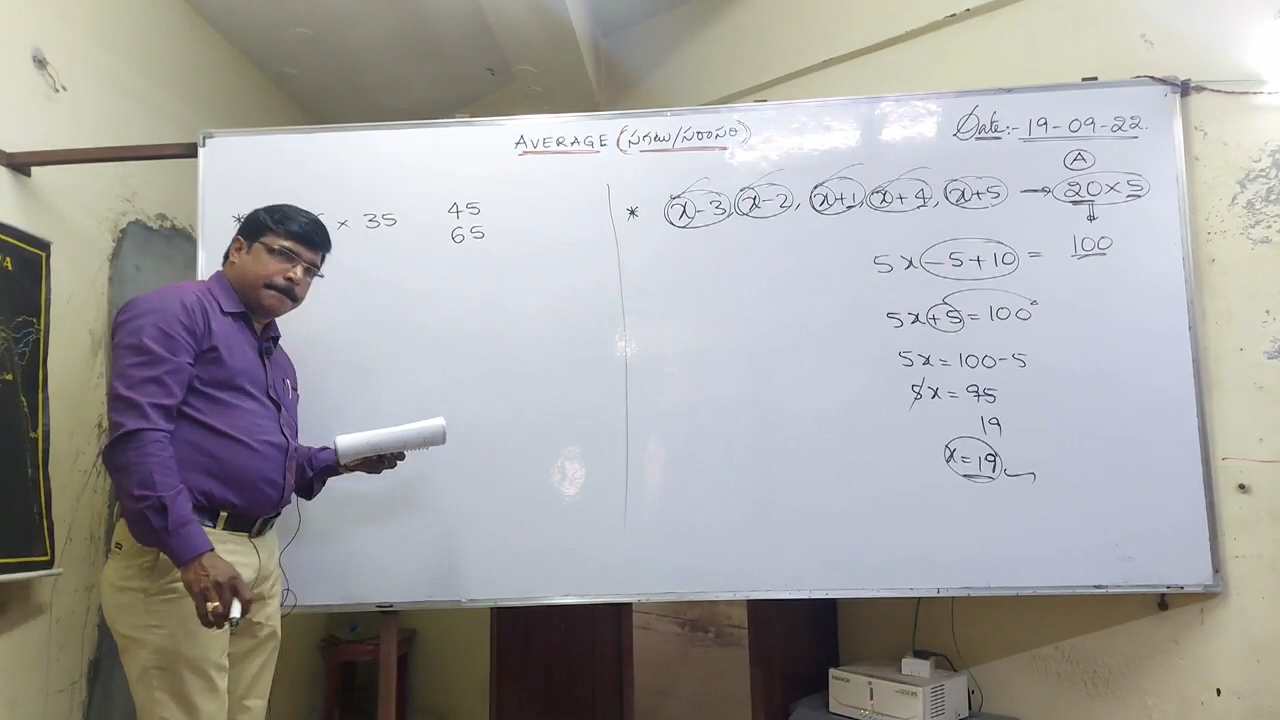 AVERAGE (సగటు/సరాసరి)
Date:- 19-09-22.
A
* x 35 45
65
* x-3, x-2, x+1, x+4, x+5 → 20×5
⇓
5x-5+10 = 100
5x+5=100
5x=100-5
5x=95
19
x=19
AMARON
A